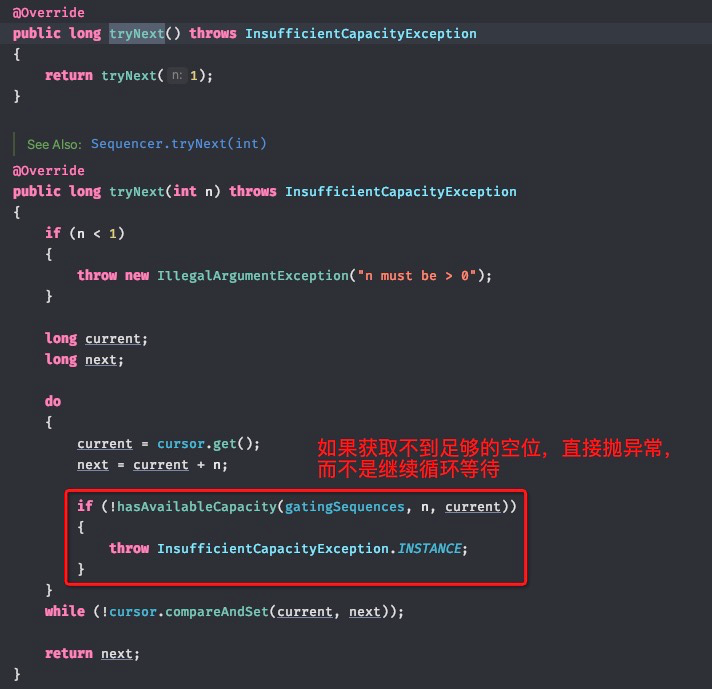 @Override
public long tryNext() throws InsufficientCapacityException
{
    return tryNext( n: 1);
}
See Also: Sequencer.tryNext(int)
@Override
public long tryNext(int n) throws InsufficientCapacityException
{
    if (n < 1)
    {
        throw new IllegalArgumentException("n must be > 0");
    }
    long current;
    long next;
    do
    {
        current = cursor.get();
        next = current + n;
如果获取不到足够的空位，直接抛异常，
而不是继续循环等待
        if (!hasAvailableCapacity(gatingSequences, n, current))
        {
            throw InsufficientCapacityException.INSTANCE;
        }
    }
    while (!cursor.compareAndSet(current, next));
    return next;
}